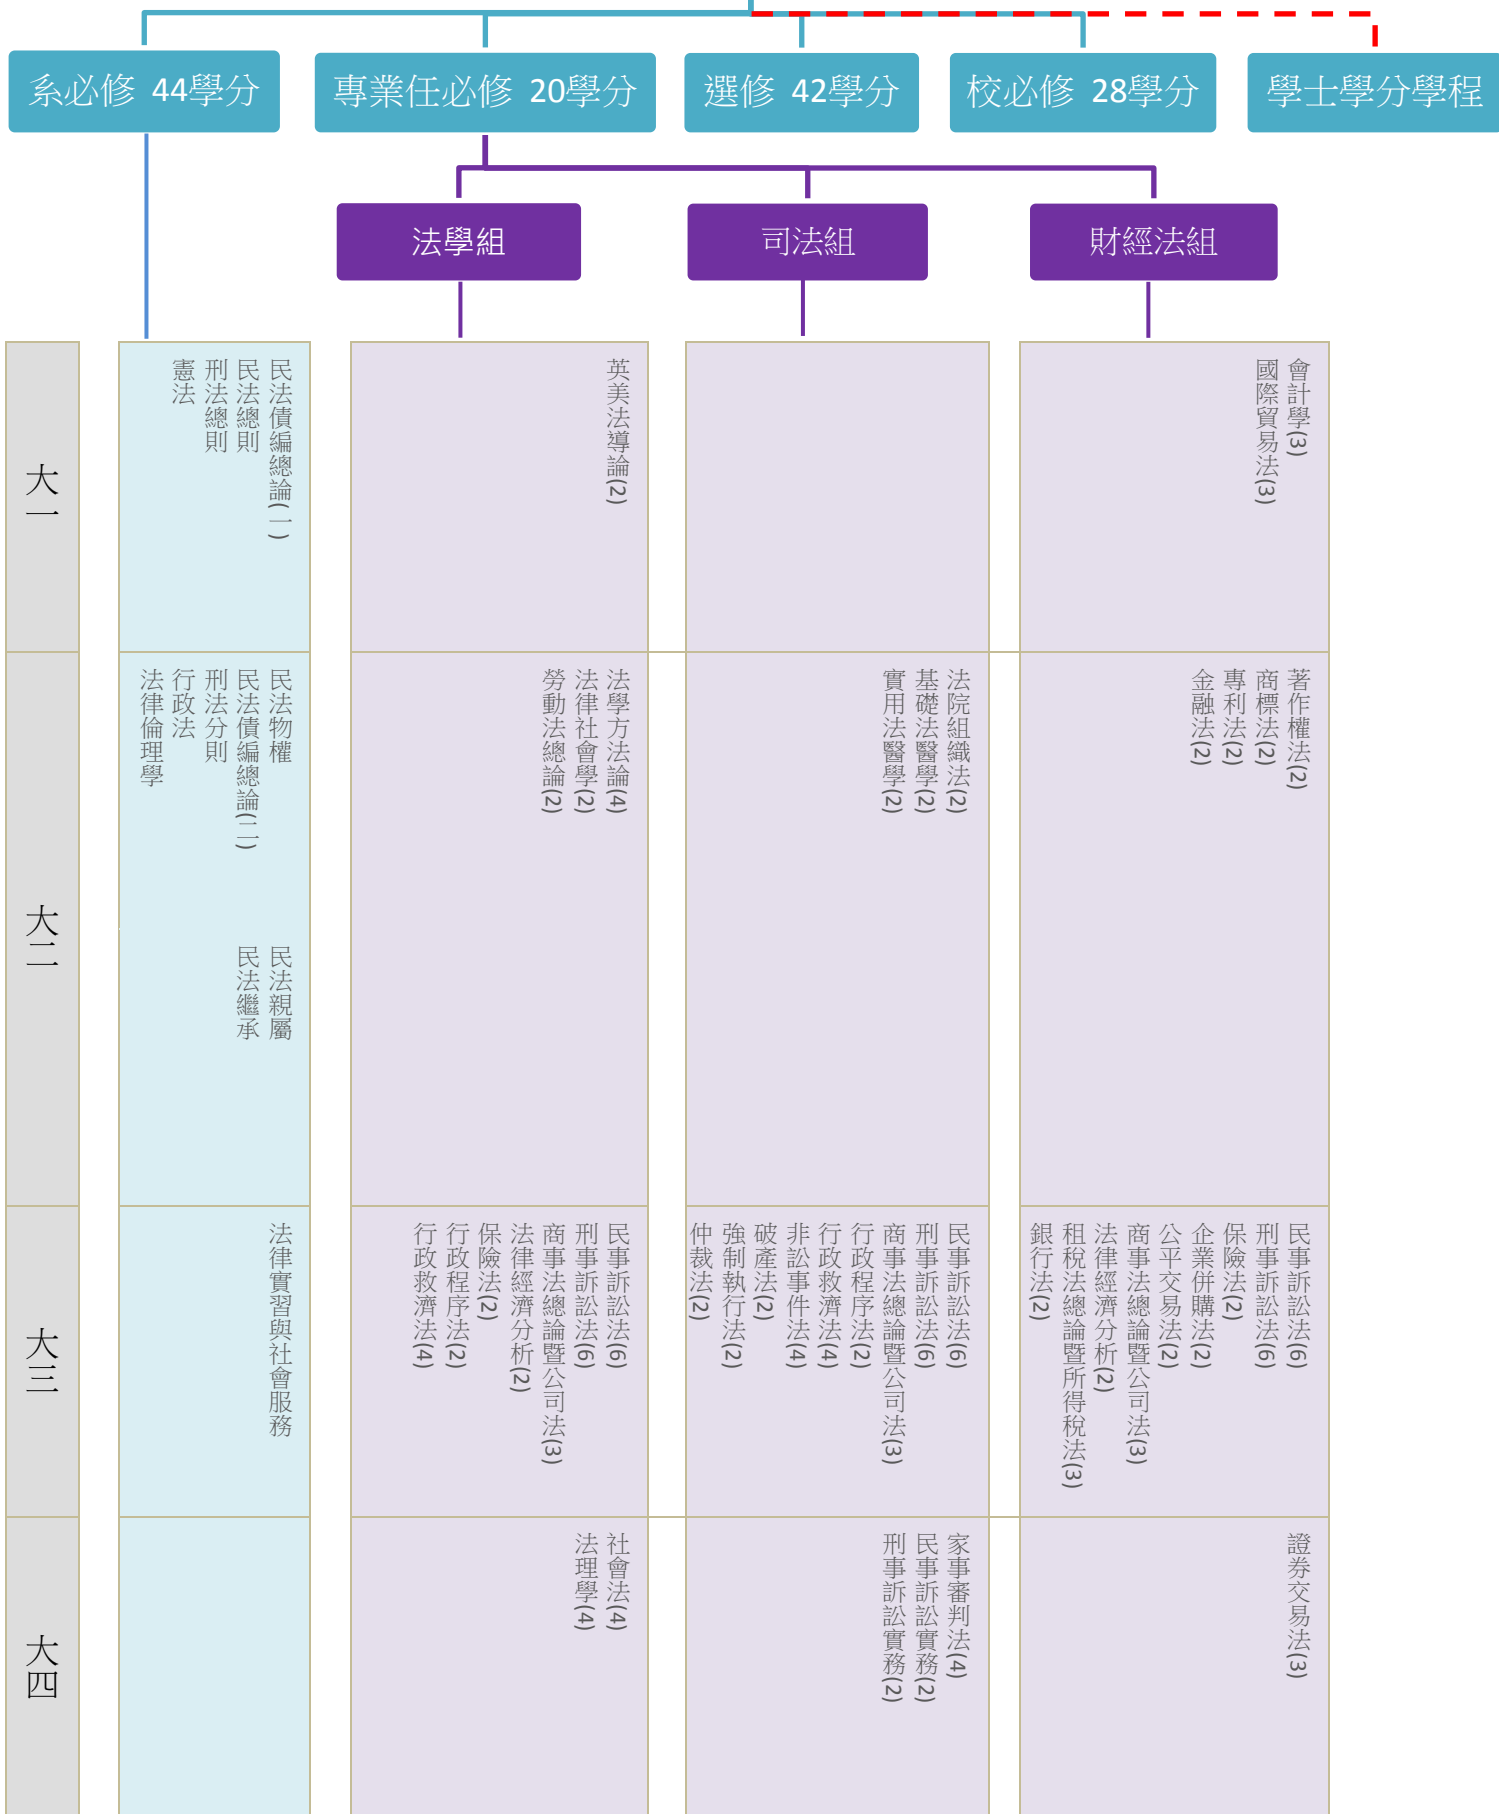 系必修 44學分
專業任必修 20學分
選修 42學分
校必修 28學分
學士學分學程
法學組
司法組
財經法組
大一
民法債編總論(一)
民法總則
刑法總則
憲法
英美法導論(2)
會計學(3)
國際貿易法(3)
大二
民法物權
民法債編總論(二)
刑法分則
行政法
法律倫理學
民法親屬
民法繼承
法學方法論(4)
法律社會學(2)
勞動法總論(2)
法院組織法(2)
基礎法醫學(2)
實用法醫學(2)
著作權法(2)
商標法(2)
專利法(2)
金融法(2)
大三
法律實習與社會服務
民事訴訟法(6)
刑事訴訟法(6)
商事法總論暨公司法(3)
法律經濟分析(2)
保險法(2)
行政程序法(2)
行政救濟法(4)
民事訴訟法(6)
刑事訴訟法(6)
商事法總論暨公司法(3)
行政程序法(2)
行政救濟法(4)
非訟事件法(4)
破產法(2)
強制執行法(2)
仲裁法(2)
民事訴訟法(6)
刑事訴訟法(6)
保險法(2)
企業併購法(2)
公平交易法(2)
商事法總論暨公司法(3)
法律經濟分析(2)
租稅法總論暨所得稅法(3)
銀行法(2)
大四
社會法(4)
法理學(4)
家事審判法(4)
民事訴訟實務(2)
刑事訴訟實務(2)
證券交易法(3)